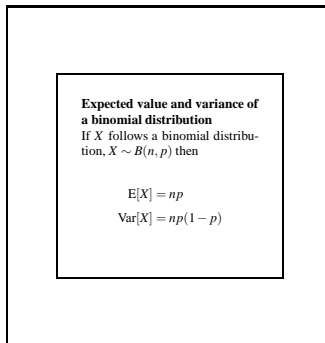 Expected value and variance of
a binomial distribution
If X follows a binomial distribu-
tion, X ∼ B(n, p) then
E[X] = np
Var[X] = np(1 − p)